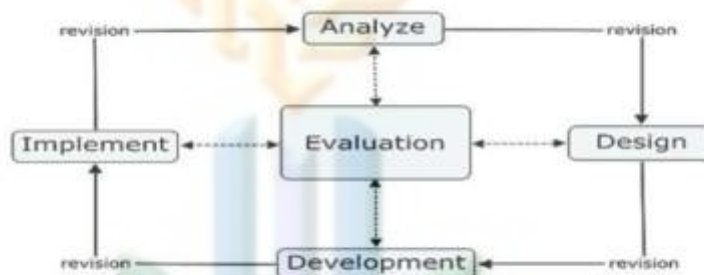 revision Analyze revision
Implement Evaluation Design
revision Development revision